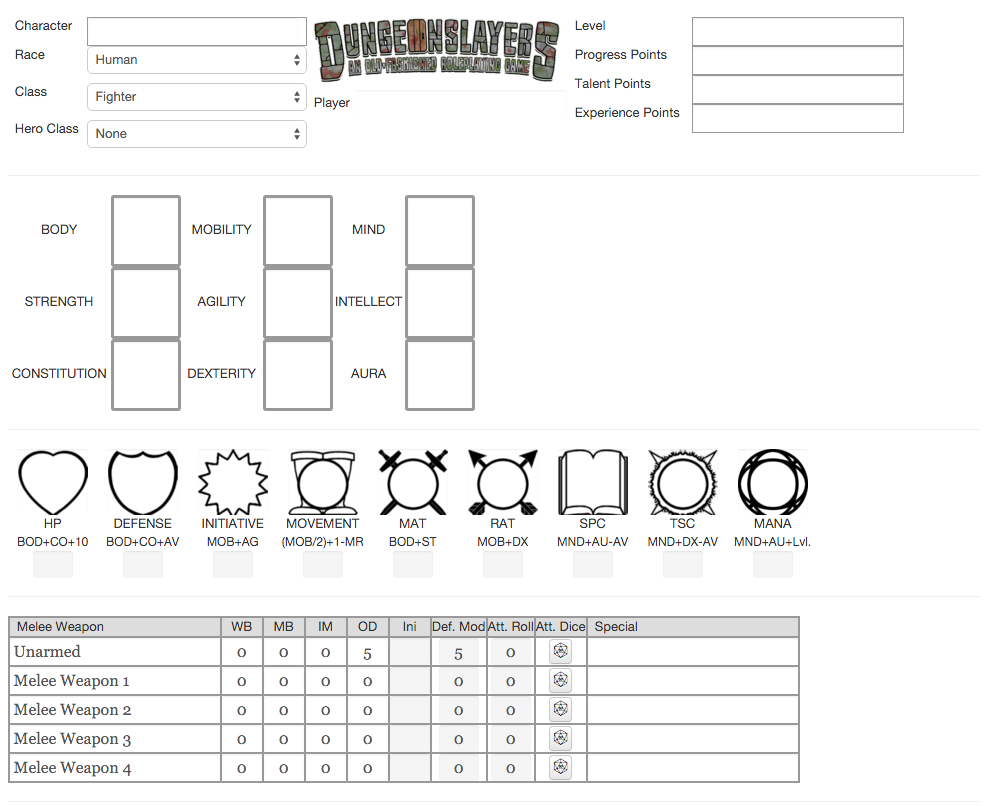 Character
Race Human
Class Fighter
Hero Class None
DUNGEONSLAYERS
AN OLD-FASHIONED ROLEPLAYING GAME
Player
Level
Progress Points
Talent Points
Experience Points
BODY MOBILITY MIND
STRENGTH AGILITY INTELLECT
CONSTITUTION DEXTERITY AURA
HP DEFENSE INITIATIVE MOVEMENT MAT RAT SPC TSC MANA
BOD+CO+10 BOD+CO+AV MOB+AG (MOB/2)+1-MR BOD+ST MOB+DX MND+AU-AV MND+DX-AV MND+AU+Lvl.
Melee Weapon WB MB IM OD Ini Def. Mod Att. Roll Att. Dice Special
Unarmed 0 0 0 5 5 0
Melee Weapon 1 0 0 0 0 0 0
Melee Weapon 2 0 0 0 0 0 0
Melee Weapon 3 0 0 0 0 0 0
Melee Weapon 4 0 0 0 0 0 0